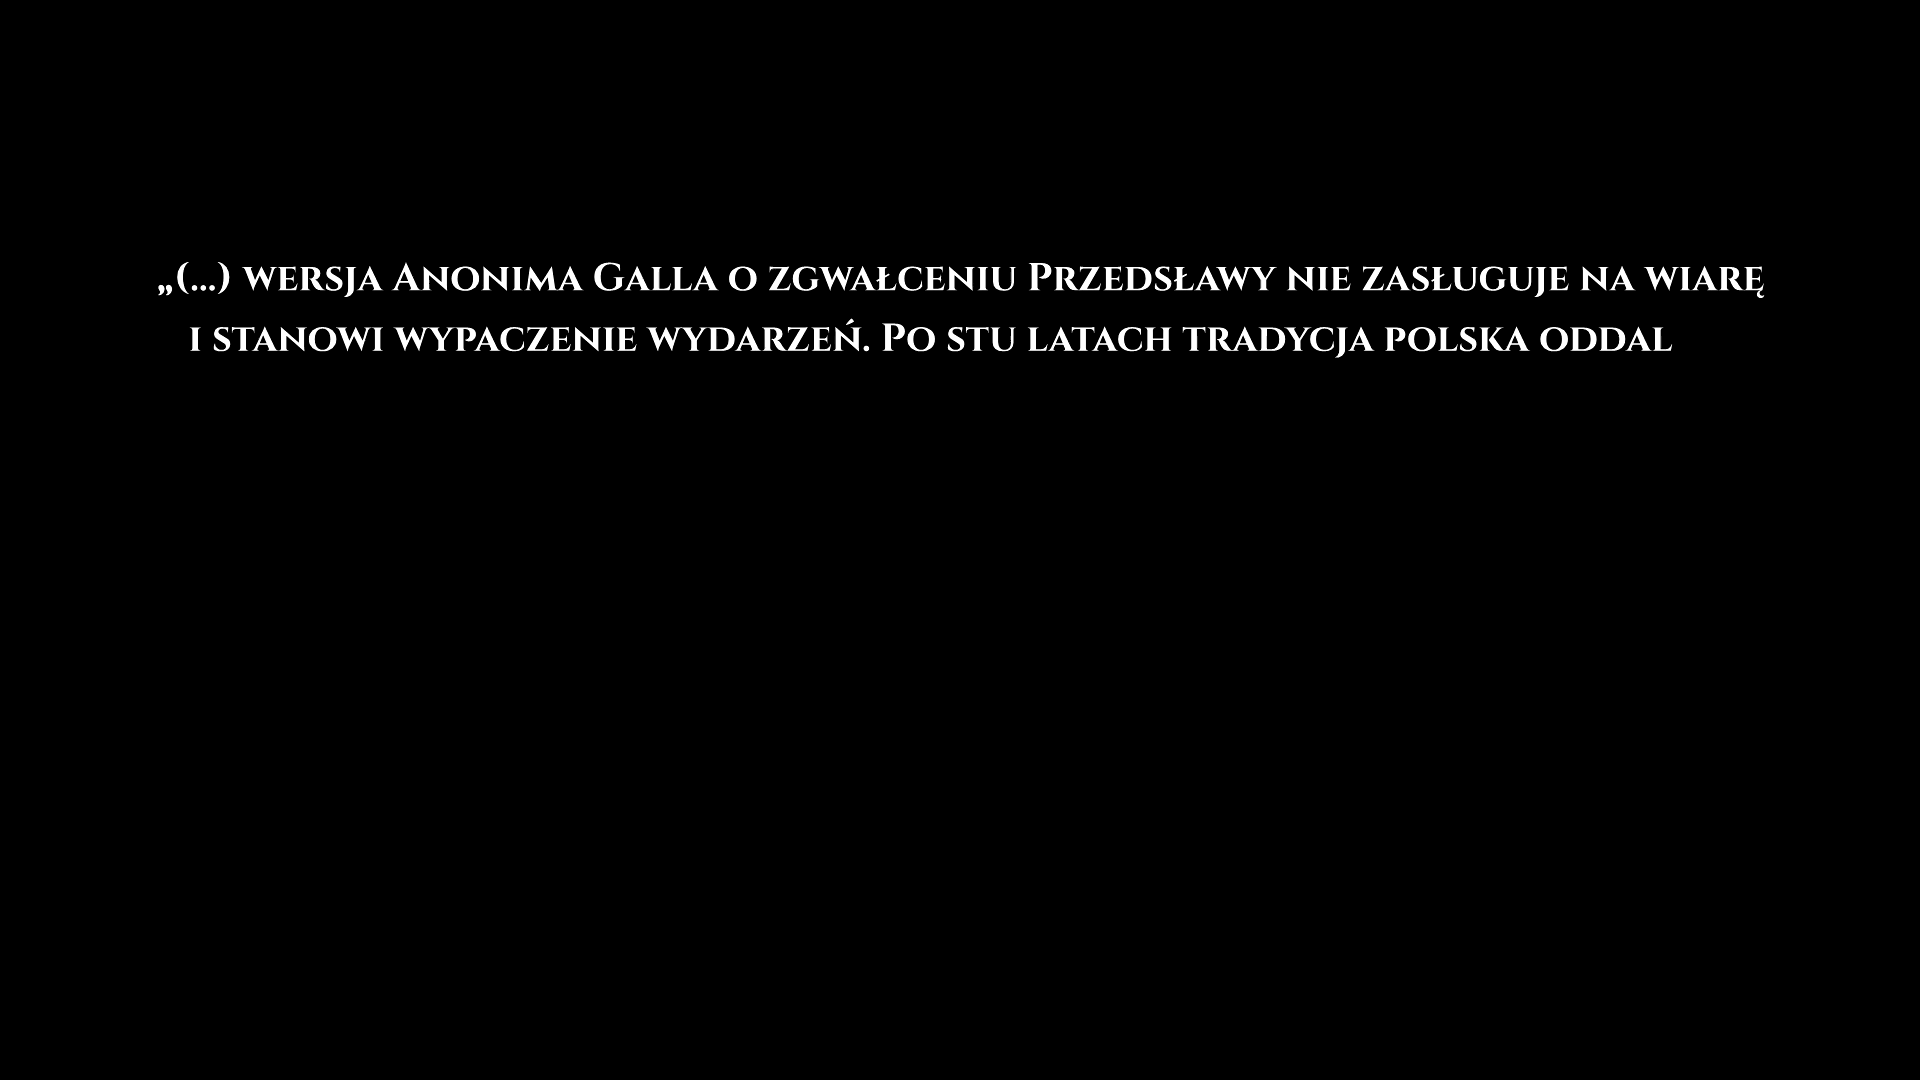 „(...) wersja Anonima Galla o zgwałceniu Przedsławy nie zasługuje na wiarę
i stanowi wypaczenie wydarzeń. Po stu latach tradycja polska oddal